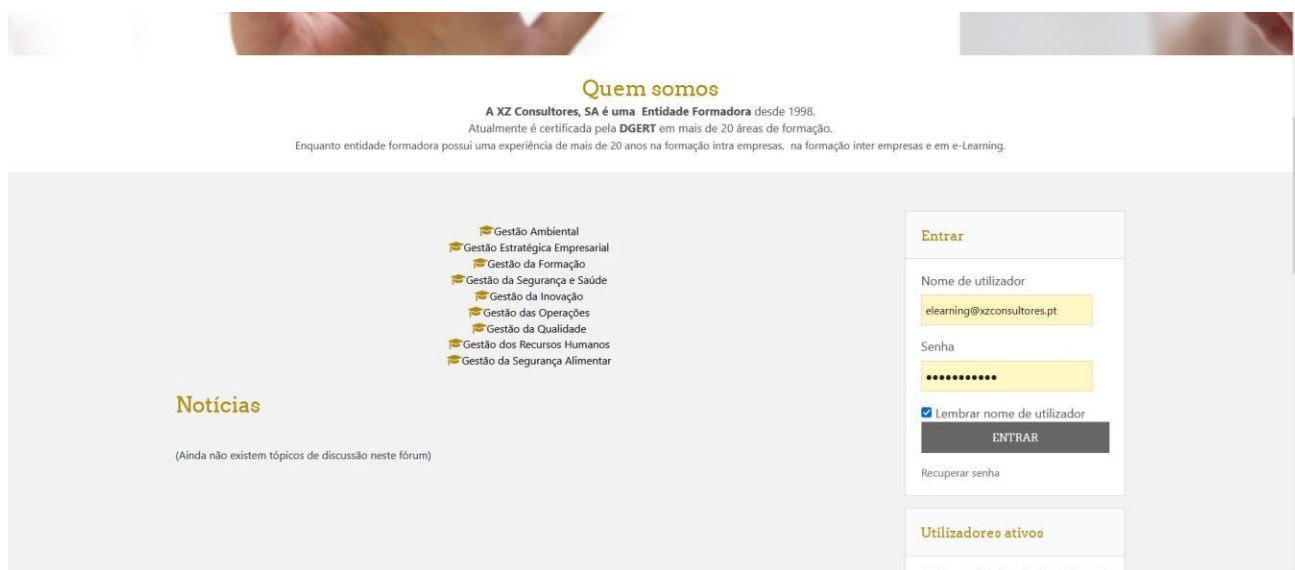 Quem somos
A XZ Consultores, SA é uma Entidade Formadora desde 1998.
Atualmente é certificada pela DGERT em mais de 20 áreas de formação.
Enquanto entidade formadora possui uma experiência de mais de 20 anos na formação intra empresas, na formação inter empresas e em e-Learning.
Gestão Ambiental
Gestão Estratégica Empresarial
Gestão da Formação
Gestão da Segurança e Saúde
Gestão da Inovação
Gestão das Operações
Gestão da Qualidade
Gestão dos Recursos Humanos
Gestão da Segurança Alimentar
Notícias
(Ainda não existem tópicos de discussão neste fórum)
Entrar
Nome de utilizador
elearning@xzconsultores.pt
Senha
•••••••••••
Lembrar nome de utilizador
ENTRAR
Recuperar senha
Utilizadores ativos